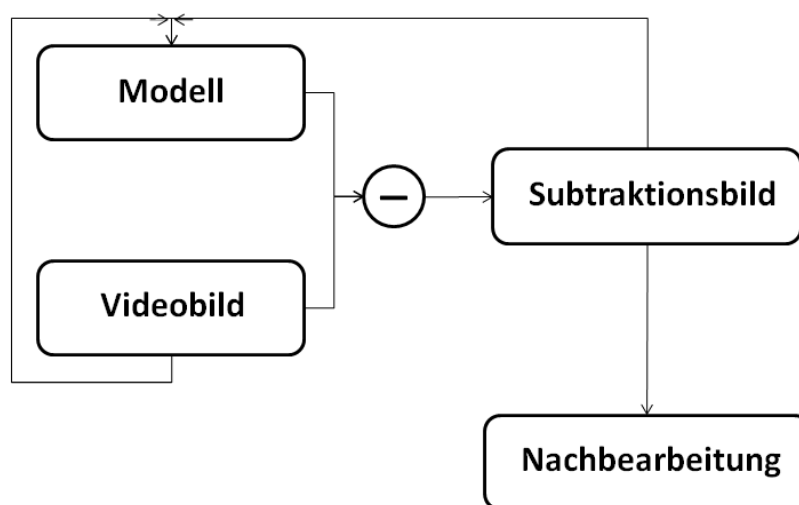 Modell
−
Subtraktionsbild
Videobild
Nachbearbeitung